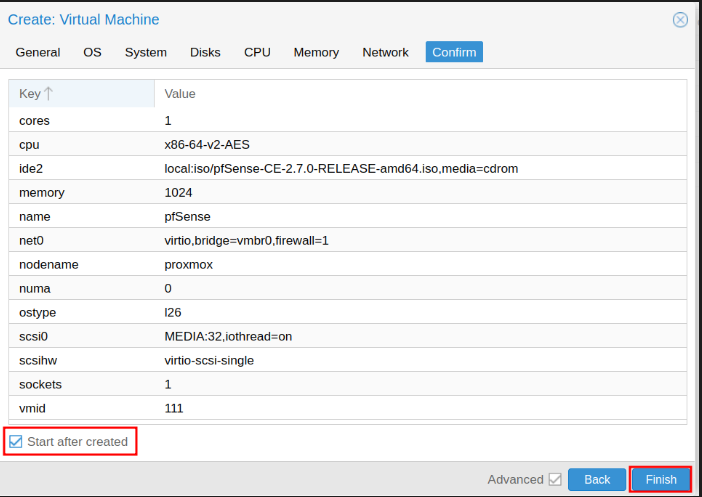 Create: Virtual Machine
General OS System Disks CPU Memory Network Confirm
Key Value
cores 1
cpu x86-64-v2-AES
ide2 local:iso/pfSense-CE-2.7.0-RELEASE-amd64.iso,media=cdrom
memory 1024
name pfSense
net0 virtio,bridge=vmbr0,firewall=1
nodename proxmox
numa 0
ostype l26
scsi0 MEDIA:32,iothread=on
scsihw virtio-scsi-single
sockets 1
vmid 111
Start after created
Advanced Back Finish